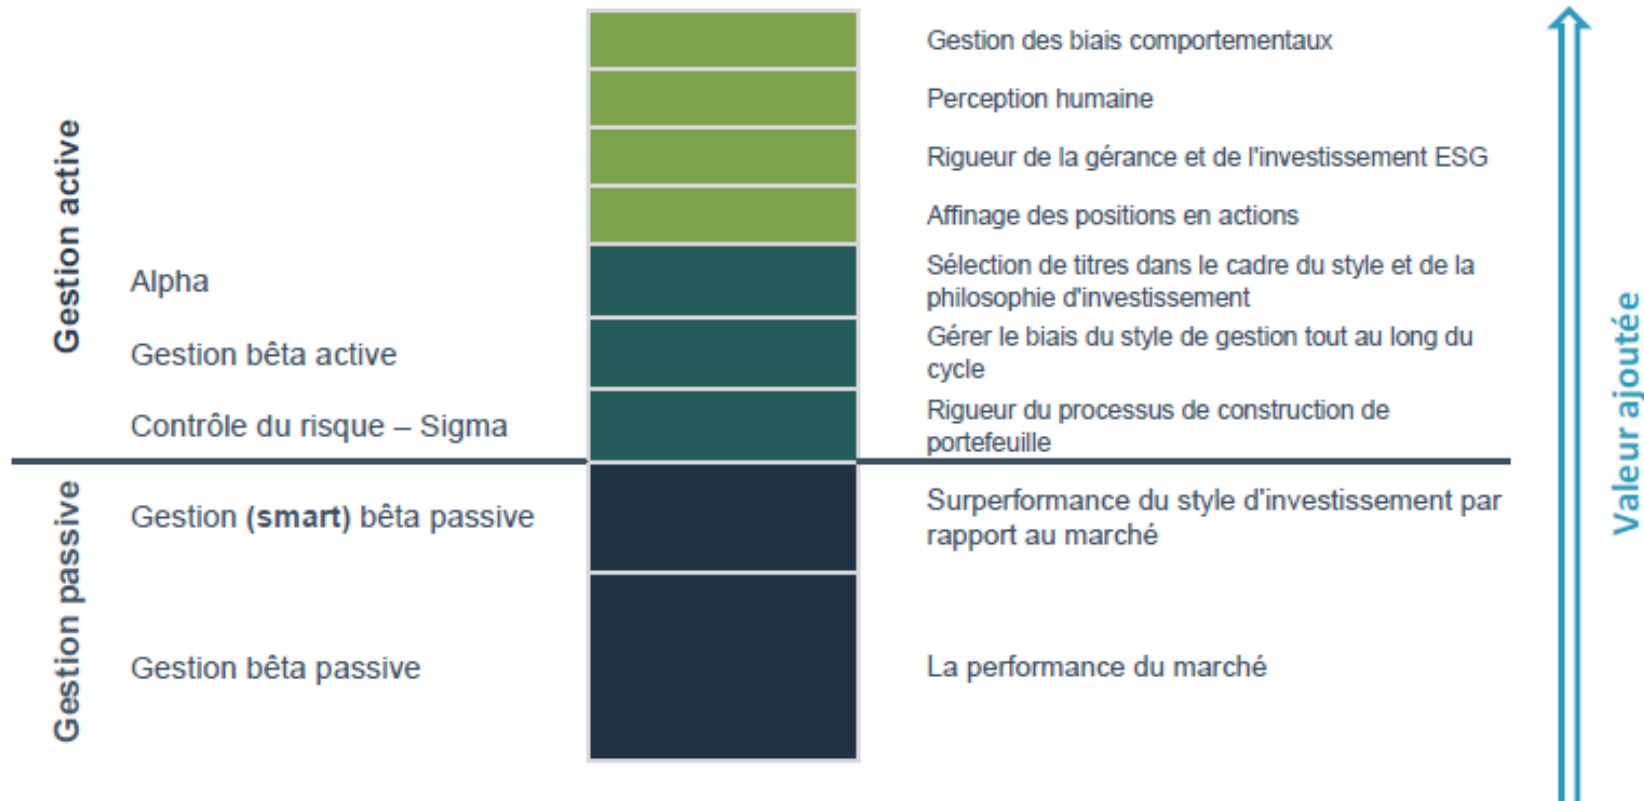 Gestion active
Gestion des biais comportementaux
Perception humaine
Rigueur de la gérance et de l'investissement ESG
Affinage des positions en actions
Alpha
Sélection de titres dans le cadre du style et de la
philosophie d'investissement
Gestion bêta active
Gérer le biais du style de gestion tout au long du
cycle
Contrôle du risque – Sigma
Rigueur du processus de construction de
portefeuille
Gestion passive
Gestion (smart) bêta passive
Surperformance du style d'investissement par
rapport au marché
Gestion bêta passive
La performance du marché
Valeur ajoutée